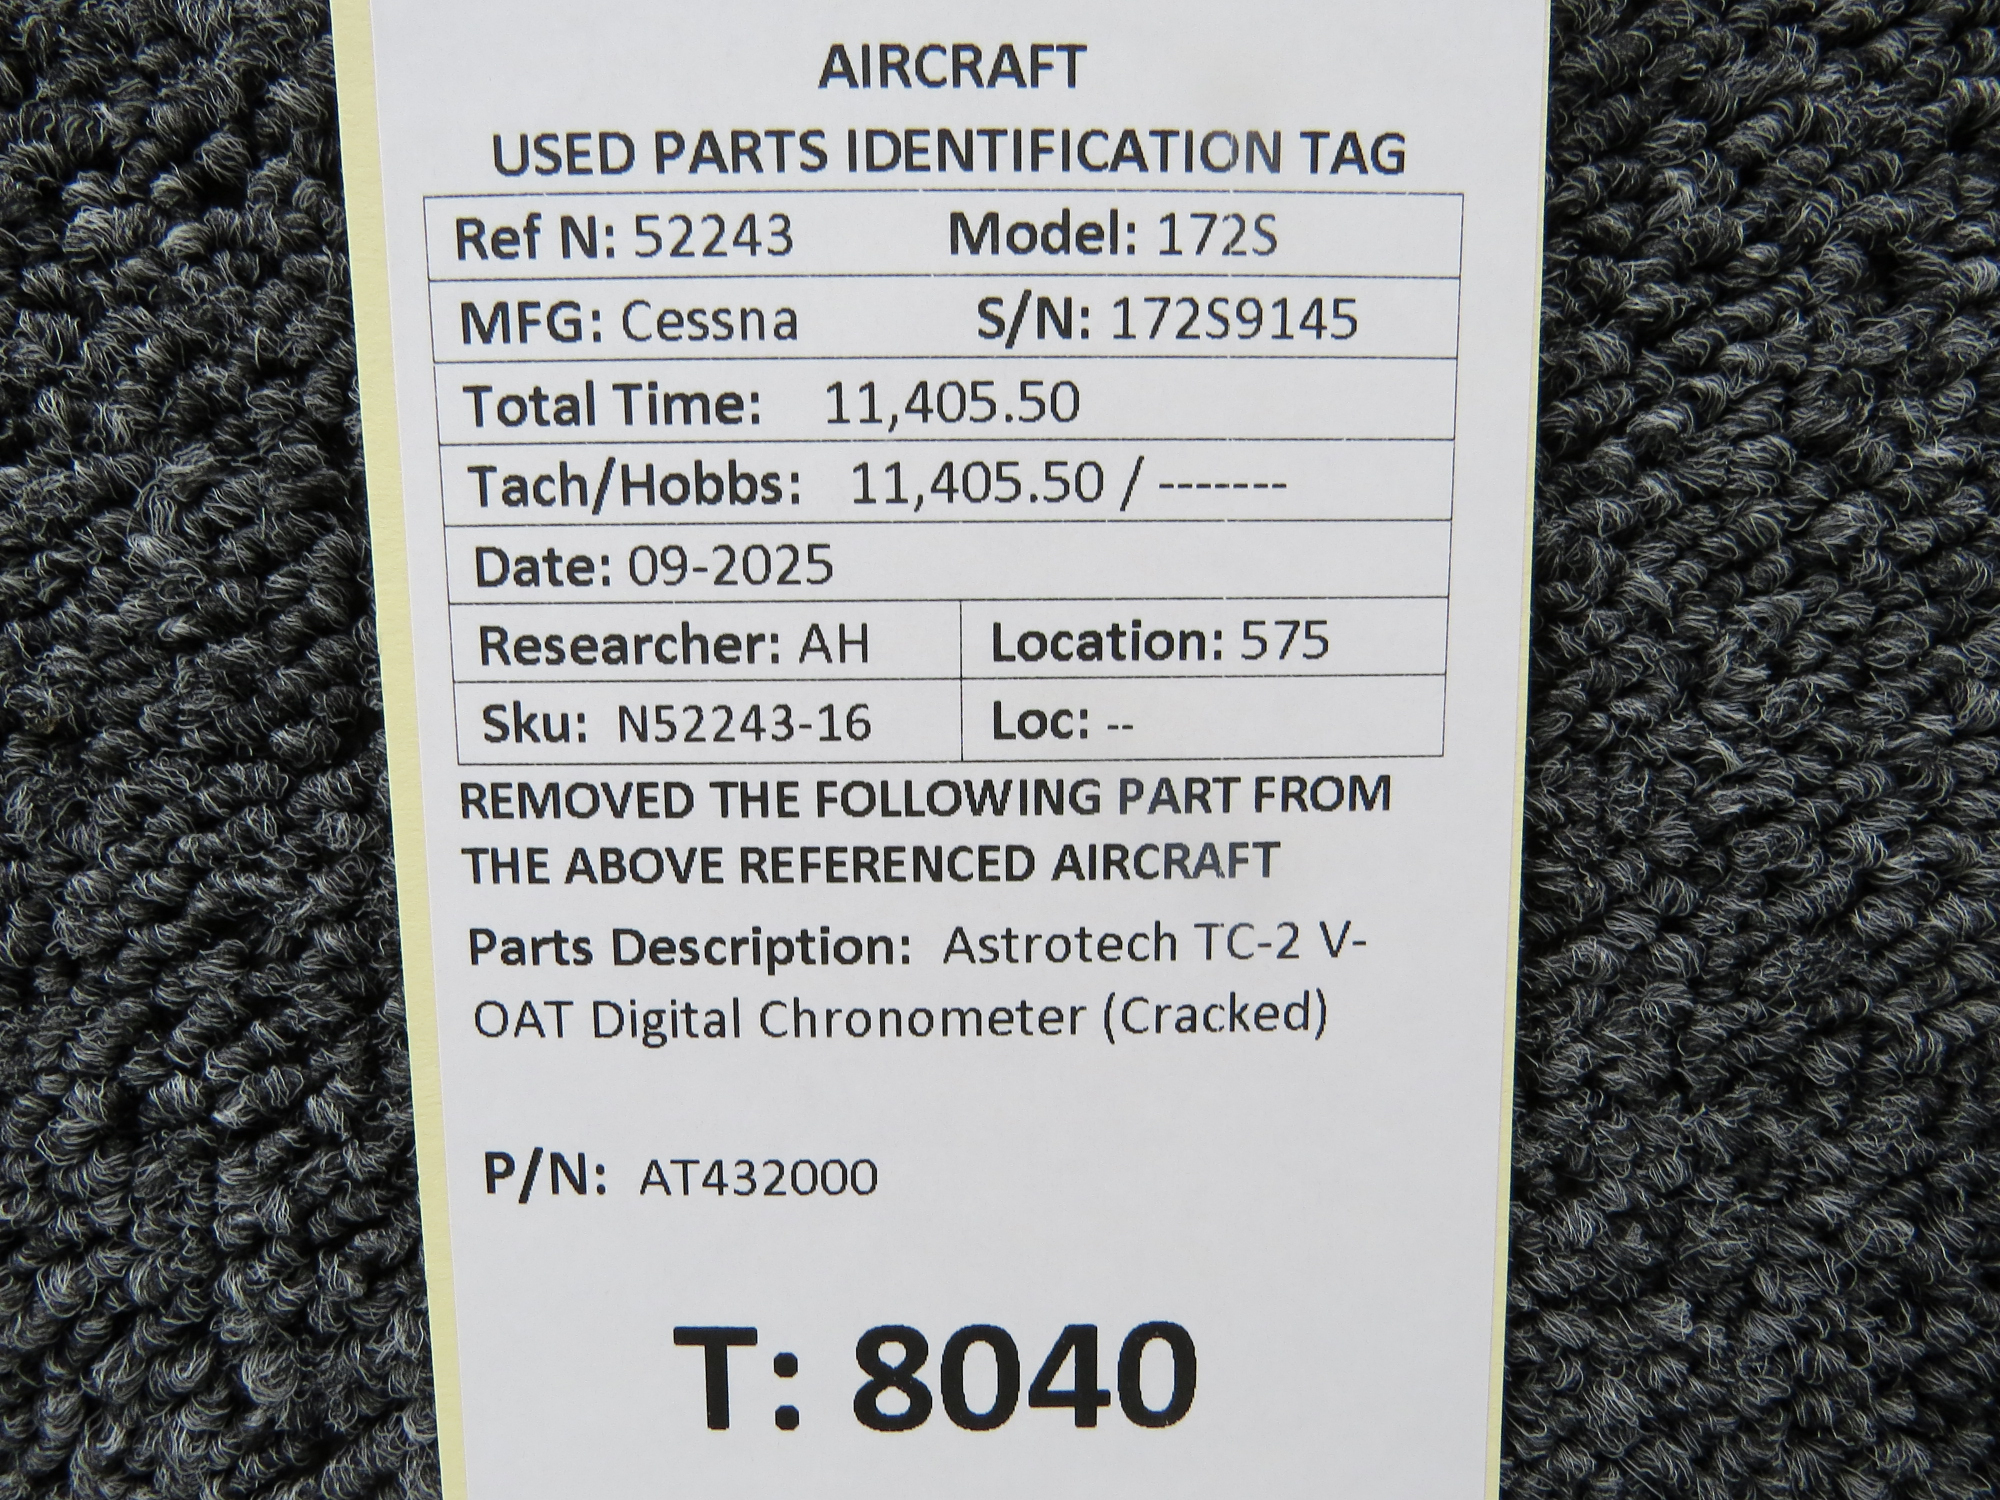 AIRCRAFT
USED PARTS IDENTIFICATION TAG
Ref N: 52243 Model: 172S
MFG: Cessna S/N: 172S9145
Total Time: 11,405.50
Tach/Hobbs: 11,405.50 / -------
Date: 09-2025
Researcher: AH Location: 575
Sku: N52243-16 Loc: --
REMOVED THE FOLLOWING PART FROM
THE ABOVE REFERENCED AIRCRAFT
Parts Description: Astrotech TC-2 V-
OAT Digital Chronometer (Cracked)
P/N: AT432000
T: 8040